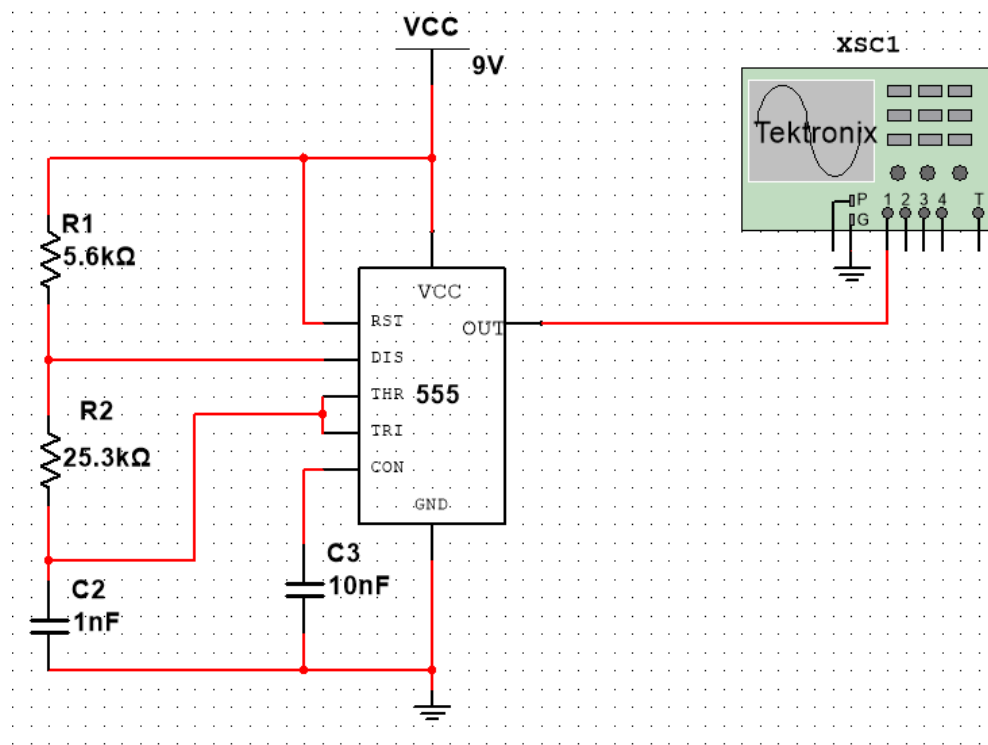 VCC
9V
XSC1
Tektronix
P
G
1 2 3 4 T
R1
5.6kΩ
VCC
RST
OUT
DIS
THR
555
TRI
CON
GND
R2
25.3kΩ
C3
10nF
C2
1nF